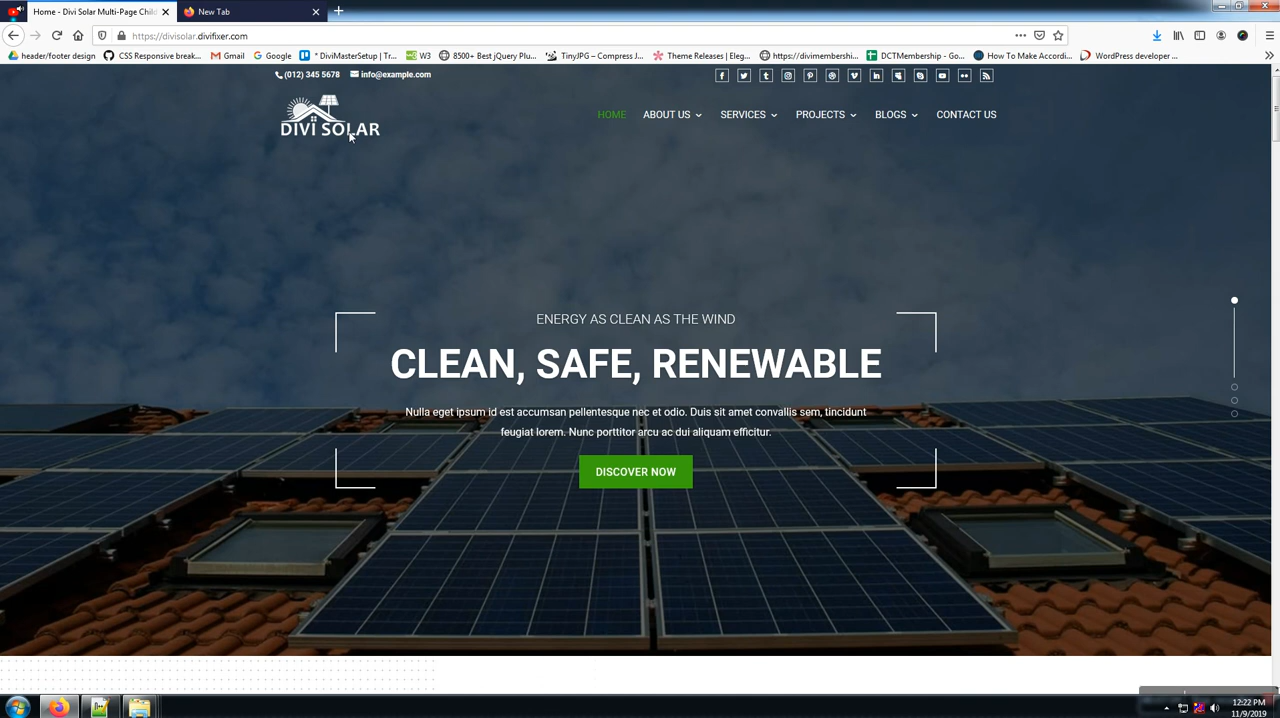 Home - Divi Solar Multi-Page Child
New Tab
https://divisolar.divifixer.com
header/footer design
CSS Responsive break...
Google
Gmail
* DiviMasterSetup | Tr...
W3
8500+ Best jQuery Plu...
TinyJPG – Compress J...
Theme Releases | Eleg...
https://divimembershi...
DCTMembership - Go...
How To Make Accordi...
WordPress developer ...
(012) 345 5678
info@example.com
DIVI SOLAR
HOME
ABOUT US
SERVICES
PROJECTS
BLOGS
CONTACT US
ENERGY AS CLEAN AS THE WIND
CLEAN, SAFE, RENEWABLE
Nulla eget ipsum id est accumsan pellentesque nec et odio. Duis sit amet convallis sem, tincidunt
feugiat lorem. Nunc porttitor arcu ac dui aliquam efficitur.
DISCOVER NOW
12:22 PM
11/9/2019